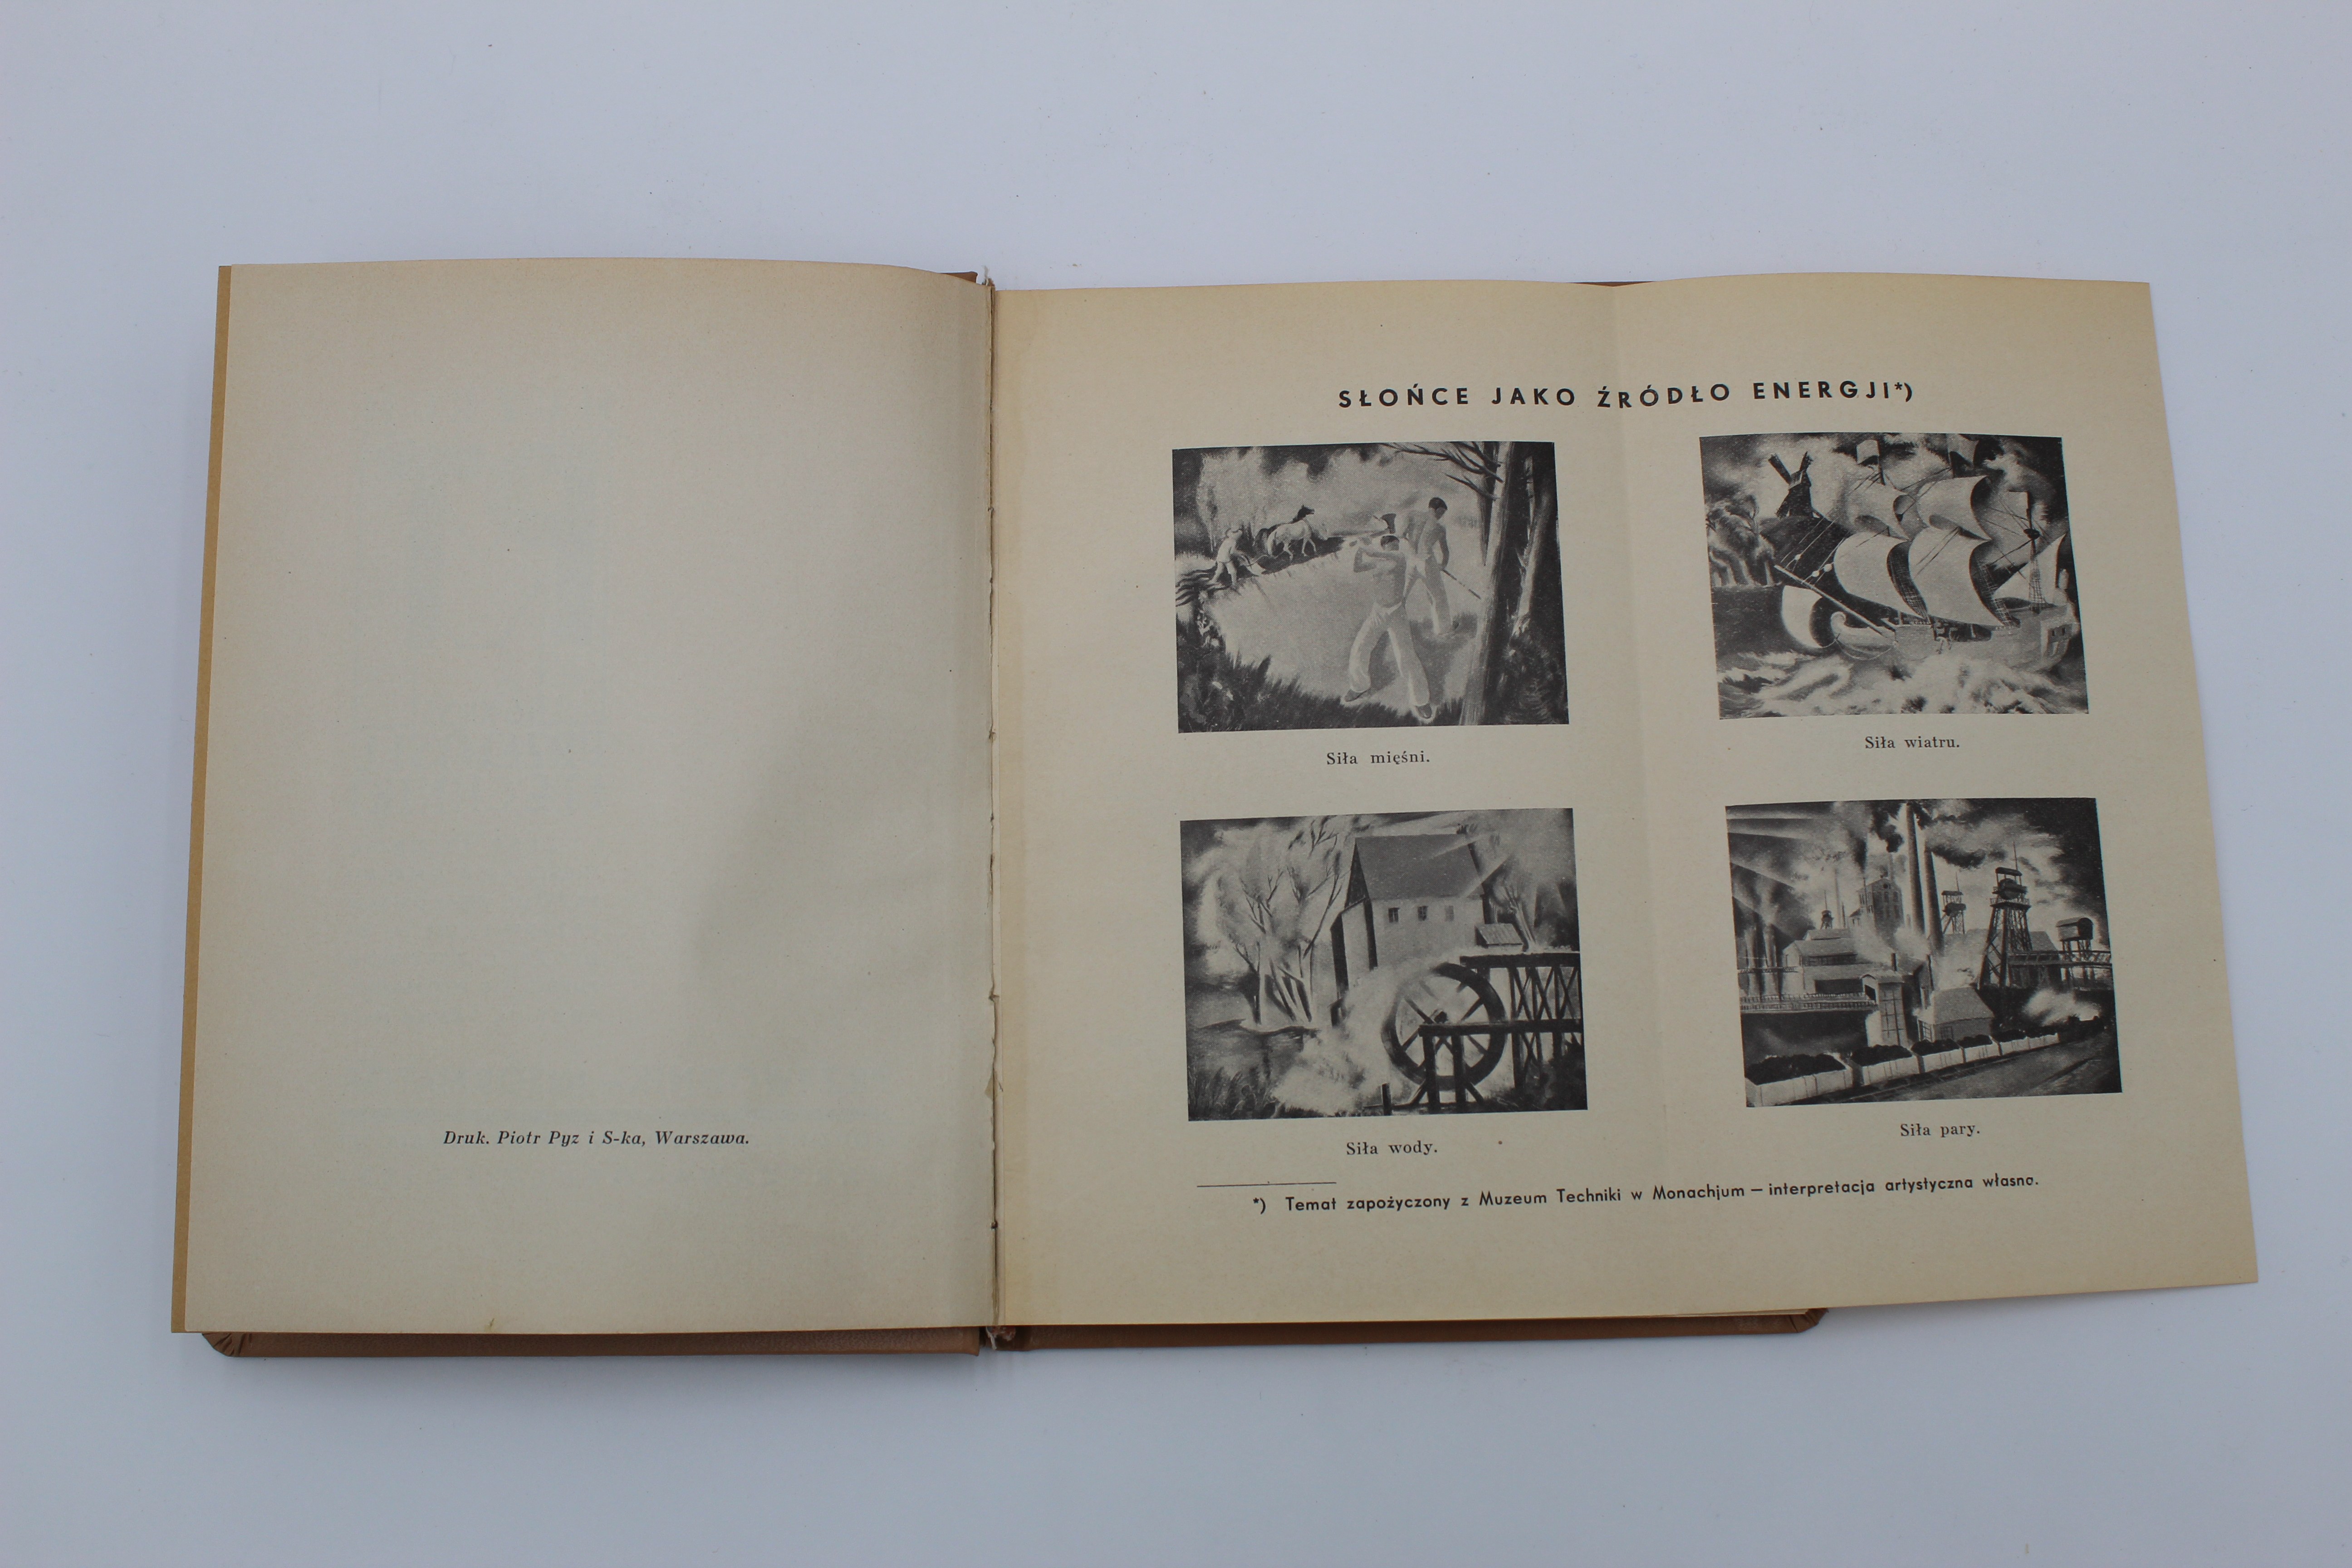 Druk. Piotr Pyz i S-ka, Warszawa.
SŁOŃCE JAKO ŹRÓDŁO ENERGJI*)
Siła mięśni.
Siła wiatru.
Siła wody.
Siła pary.
*) Temat zapożyczony z Muzeum Techniki w Monachjum — interpretacja artystyczna własna.